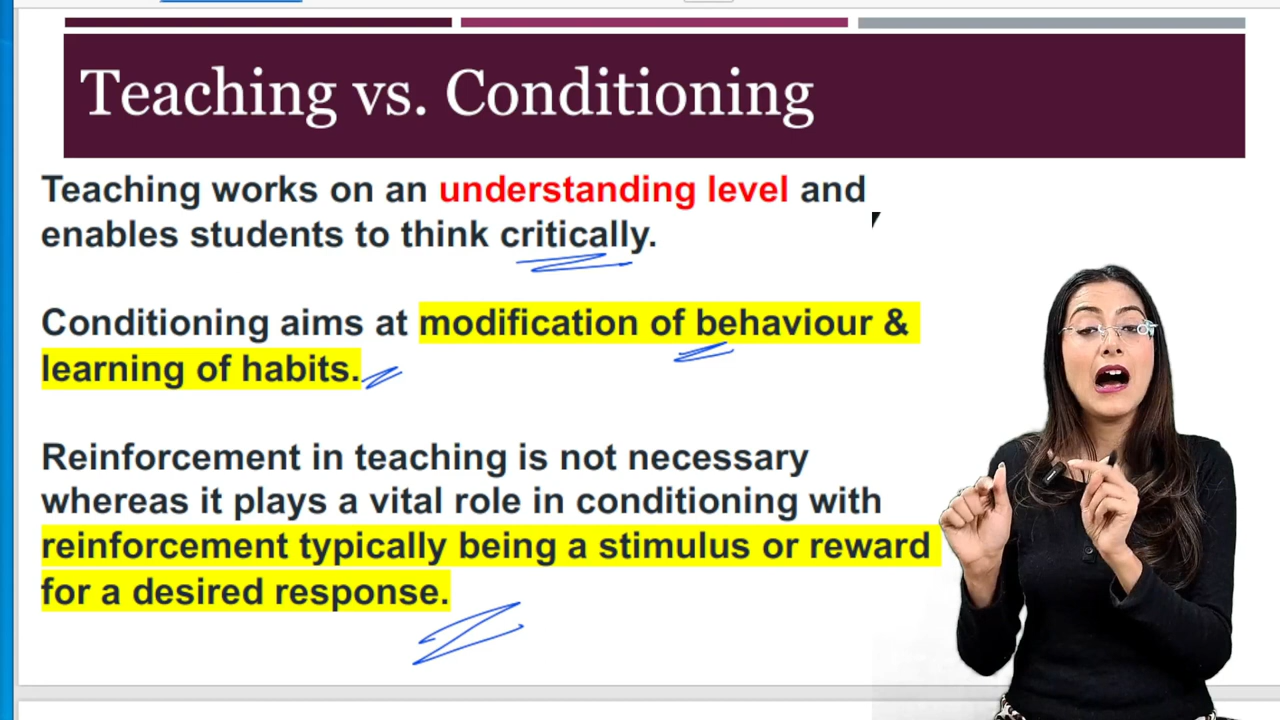 Teaching vs. Conditioning
Teaching works on an understanding level and
enables students to think critically.
Conditioning aims at modification of behaviour &
learning of habits.
Reinforcement in teaching is not necessary
whereas it plays a vital role in conditioning with
reinforcement typically being a stimulus or reward
for a desired response.